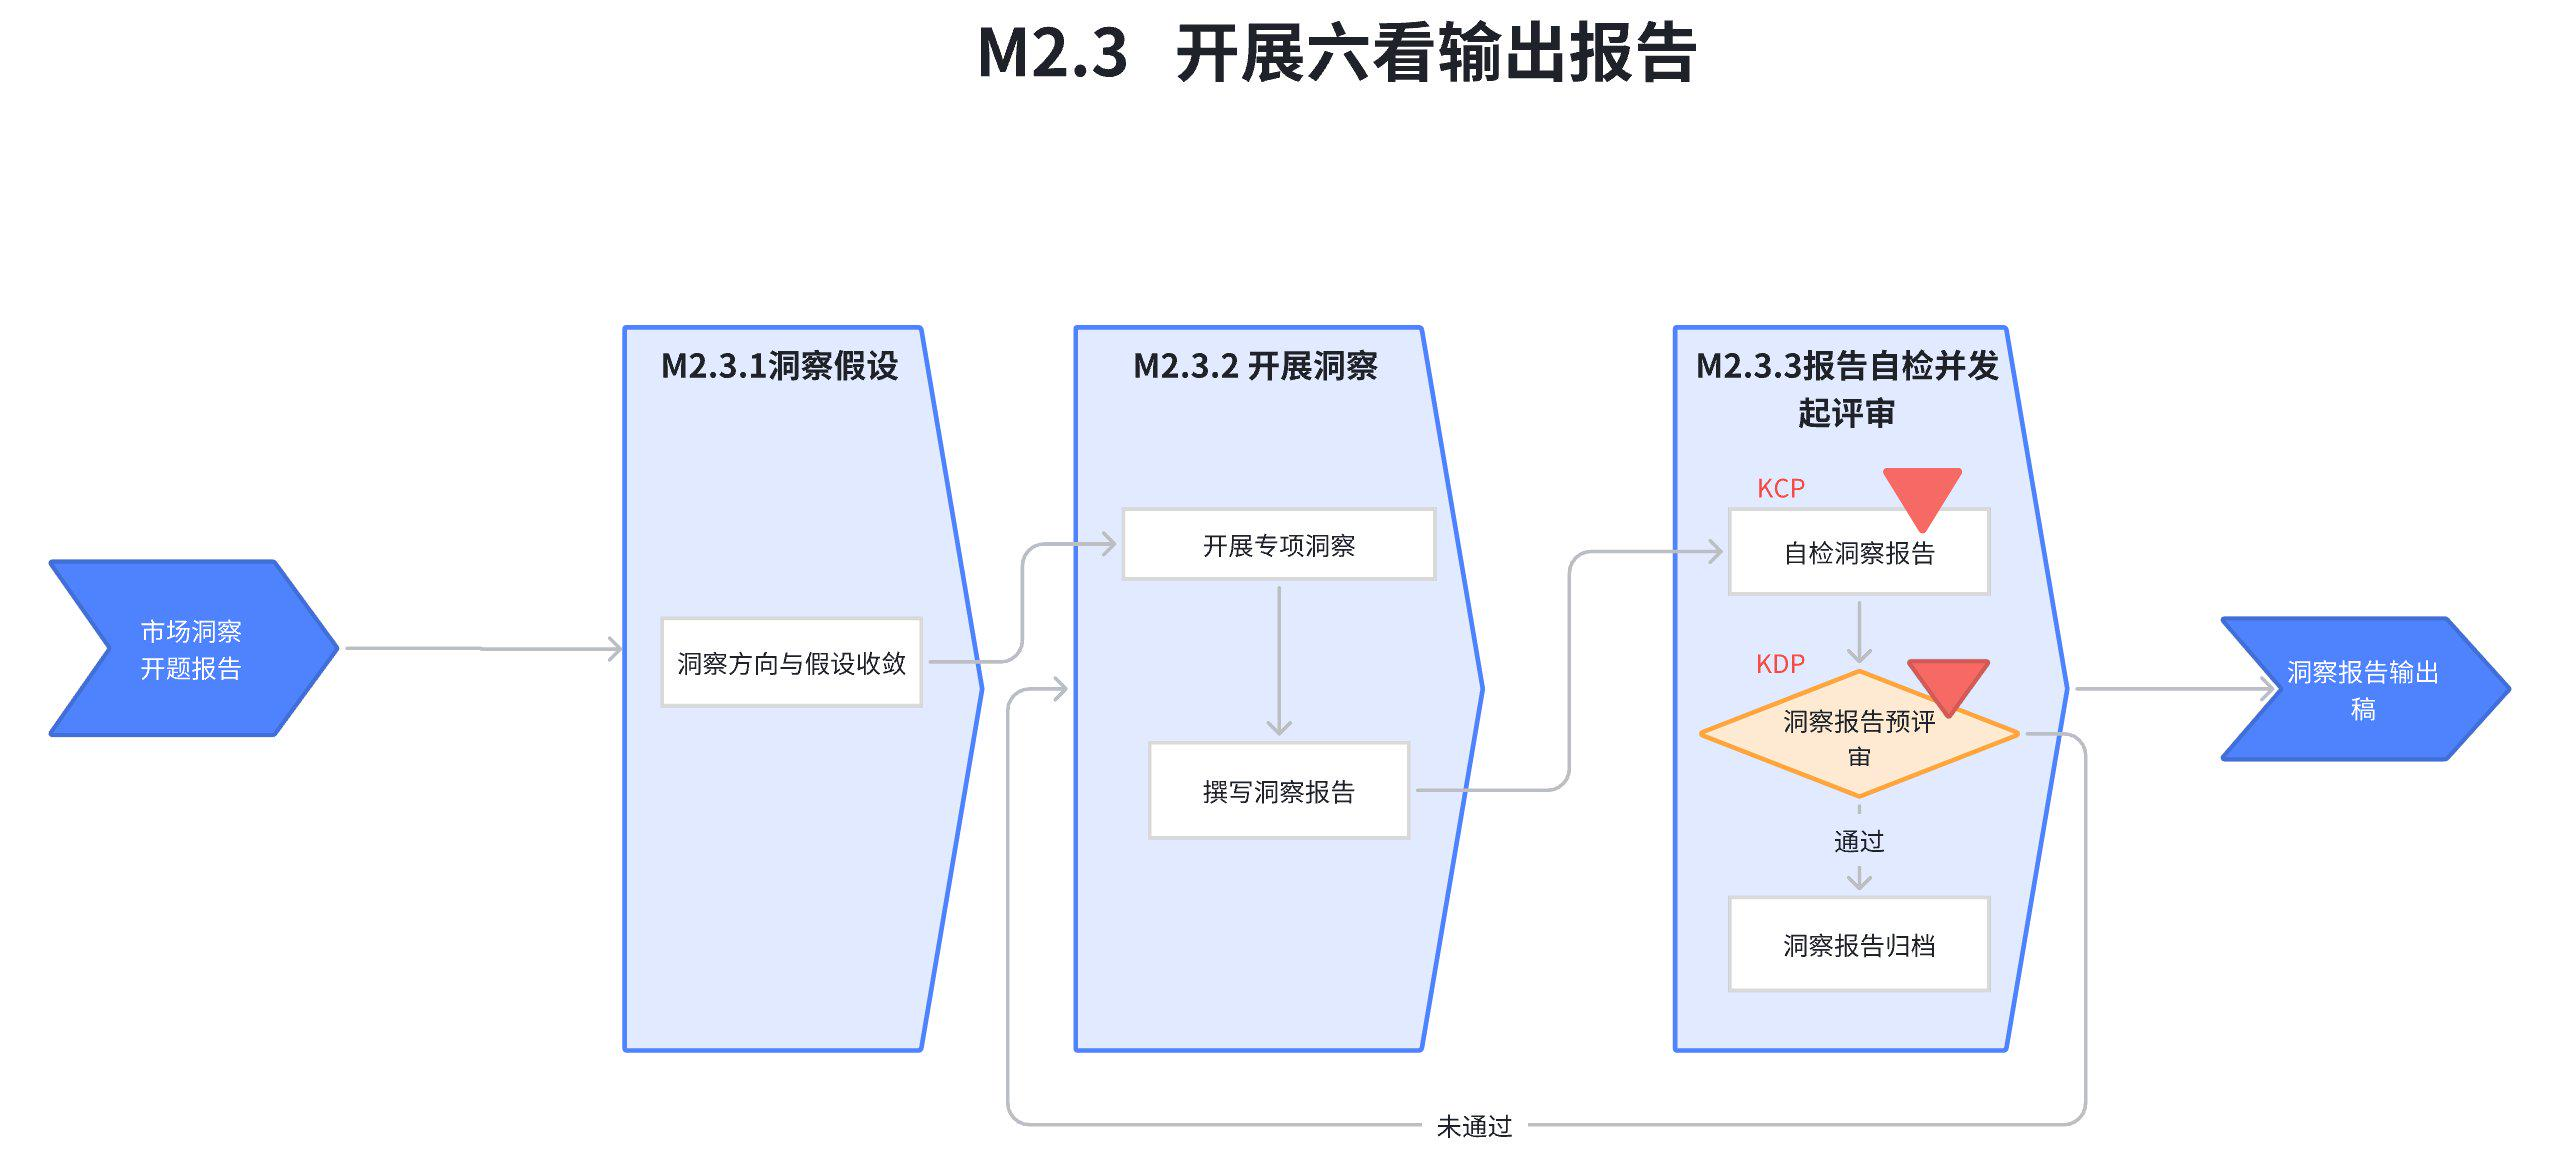 M2.3 开展六看输出报告
市场洞察
开题报告
M2.3.1洞察假设
洞察方向与假设收敛
M2.3.2 开展洞察
开展专项洞察
撰写洞察报告
M2.3.3报告自检并发
起评审
KCP
自检洞察报告
KDP
洞察报告预评
审
通过
洞察报告归档
未通过
洞察报告输出
稿